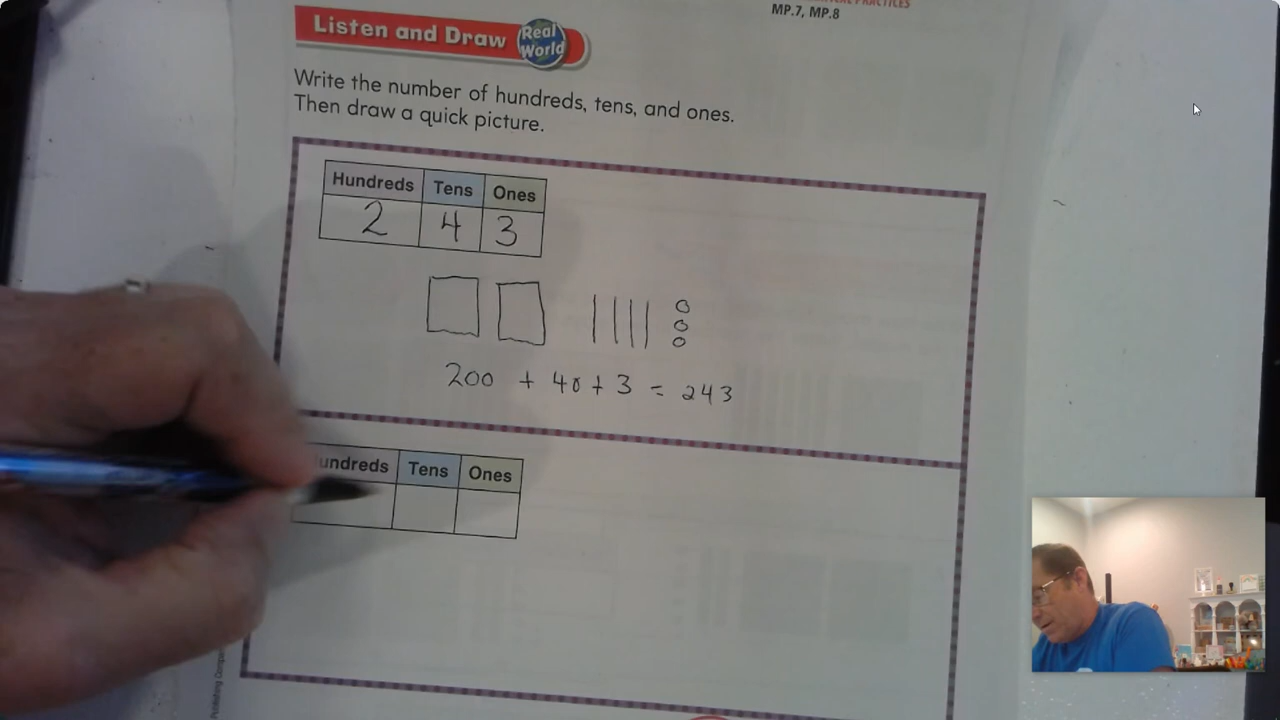 MP.7, MP.8
Listen and Draw Real World
Write the number of hundreds, tens, and ones.
Then draw a quick picture.
Hundreds Tens Ones
2 4 3
200 + 40 + 3 = 243
undreds Tens Ones